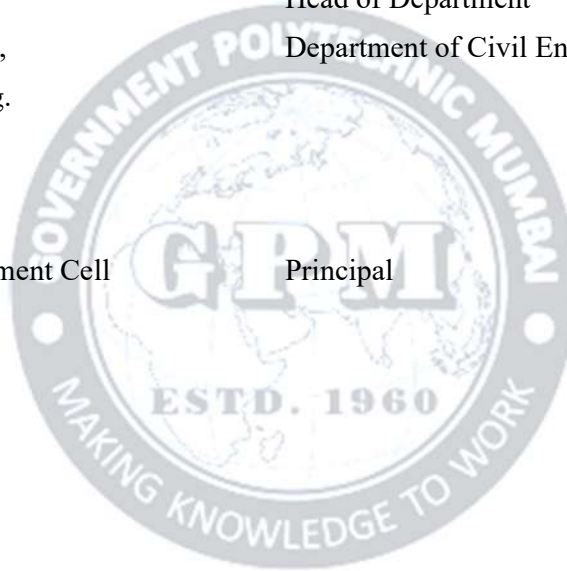 Head of Department
, Department of Civil En
g.
ment Cell Principal
GOVERNMENT POLYTECHNIC MUMBAI
GPM
ESTD. 1960
MAKING KNOWLEDGE TO WORK